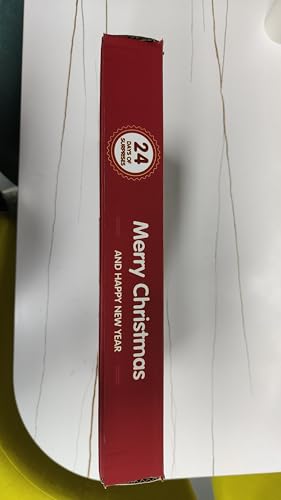 24
DAYS OF
SURPRISES
Merry Christmas
AND HAPPY NEW YEAR